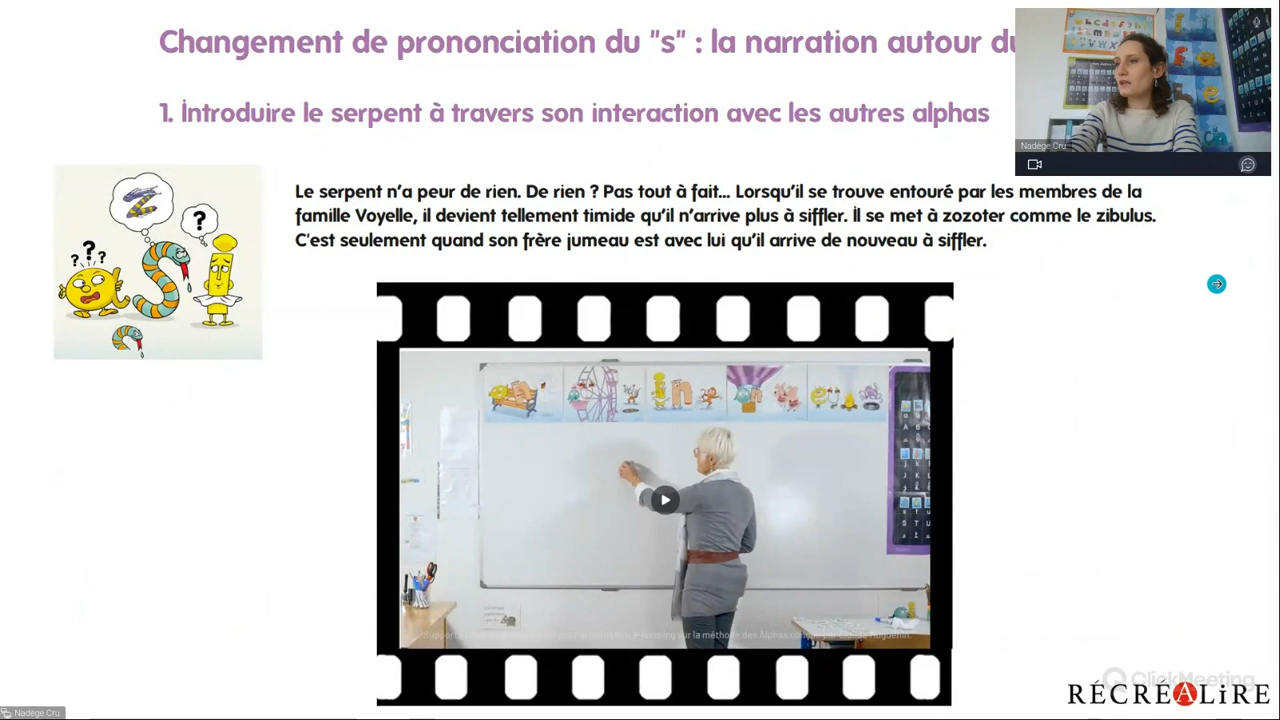 Changement de prononciation du "s" : la narration autour du
1. Introduire le serpent à travers son interaction avec les autres alphas
Nadège Cru
Le serpent n'a peur de rien. De rien ? Pas tout à fait... Lorsqu'il se trouve entouré par les membres de la
famille Voyelle, il devient tellement timide qu'il n'arrive plus à siffler. Il se met à zozoter comme le zibulus.
C'est seulement quand son frère jumeau est avec lui qu'il arrive de nouveau à siffler.
? ? ?
?
ClickMeeting
RÉCRÉALiRE
Nadège Cru